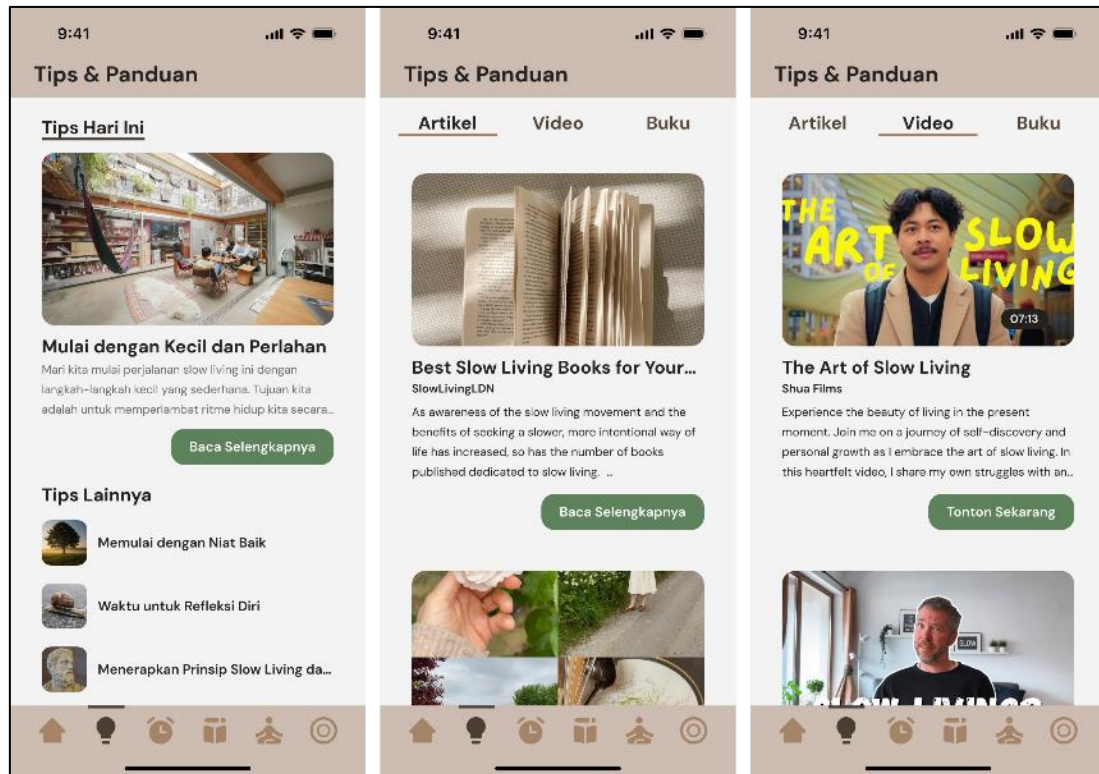 9:41
Tips & Panduan
Tips Hari Ini
Mulai dengan Kecil dan Perlahan
Mari kita mulai perjalanan slow living ini dengan
langkah-langkah kecil yang sederhana. Tujuan kita
adalah untuk memperlambat ritme hidup kita secara...
Baca Selengkapnya
Tips Lainnya
Memulai dengan Niat Baik
Waktu untuk Refleksi Diri
Menerapkan Prinsip Slow Living da...
9:41
Tips & Panduan
Artikel Video Buku
Best Slow Living Books for Your...
SlowLivingLDN
As awareness of the slow living movement and the
benefits of seeking a slower, more intentional way of
life has increased, so has the number of books
published dedicated to slow living. ...
Baca Selengkapnya
9:41
Tips & Panduan
Artikel Video Buku
THE
ART SLOW
OF LIVING
07:13
The Art of Slow Living
Shua Films
Experience the beauty of living in the present
moment. Join me on a journey of self-discovery and
personal growth as I embrace the art of slow living. In
this heartfelt video, I share my own struggles with an...
Tonton Sekarang
SLOW